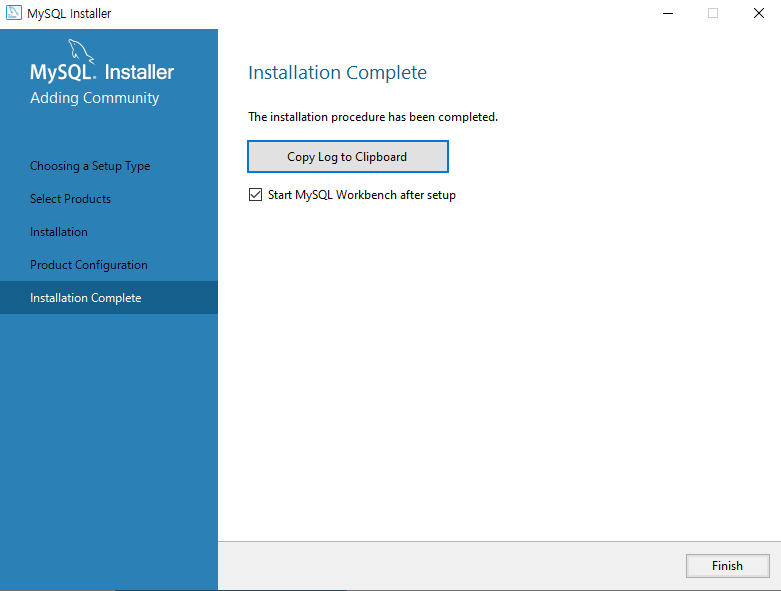 MySQL Installer
MySQL. Installer
Adding Community
Choosing a Setup Type
Select Products
Installation
Product Configuration
Installation Complete
Installation Complete
The installation procedure has been completed.
Copy Log to Clipboard
Start MySQL Workbench after setup
Finish